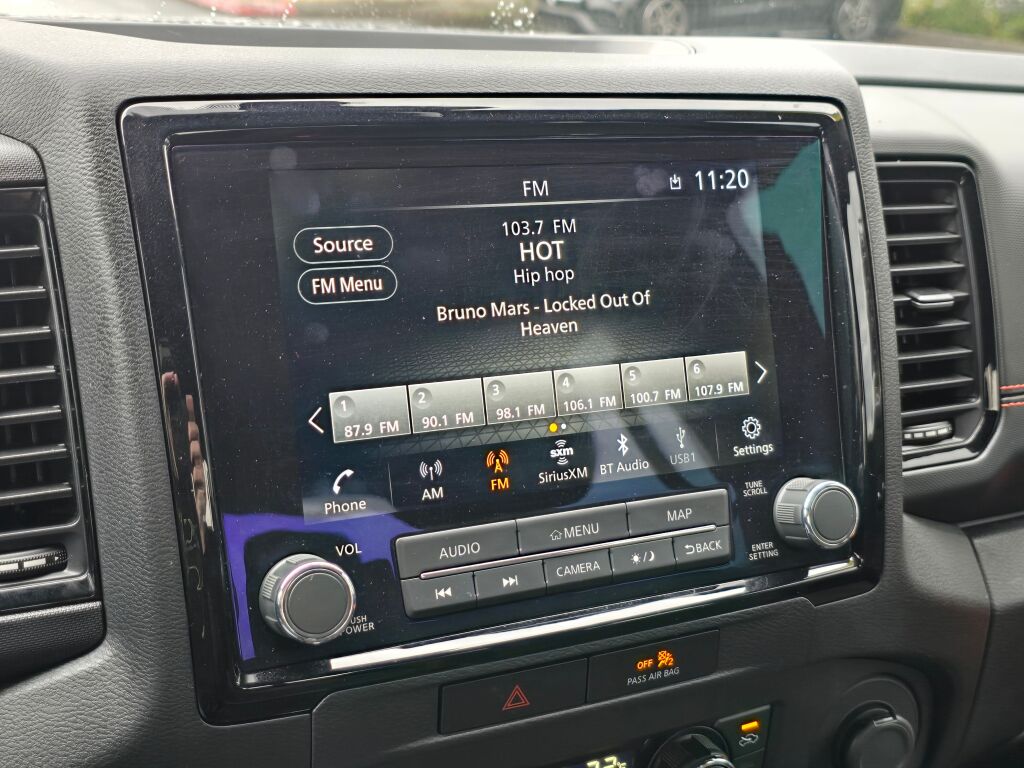 FM
11:20
Source
103.7 FM
HOT
FM Menu
Hip hop
Bruno Mars - Locked Out Of
Heaven
1
87.9 FM
2
90.1 FM
3
98.1 FM
4
106.1 FM
5
100.7 FM
6
107.9 FM
Phone
AM
FM
sxm
SiriusXM
BT Audio
USB1
Settings
TUNE
SCROLL
VOL
AUDIO
MENU
MAP
CAMERA
BACK
ENTER
SETTING
POWER
OFF
2
PASS AIR BAG